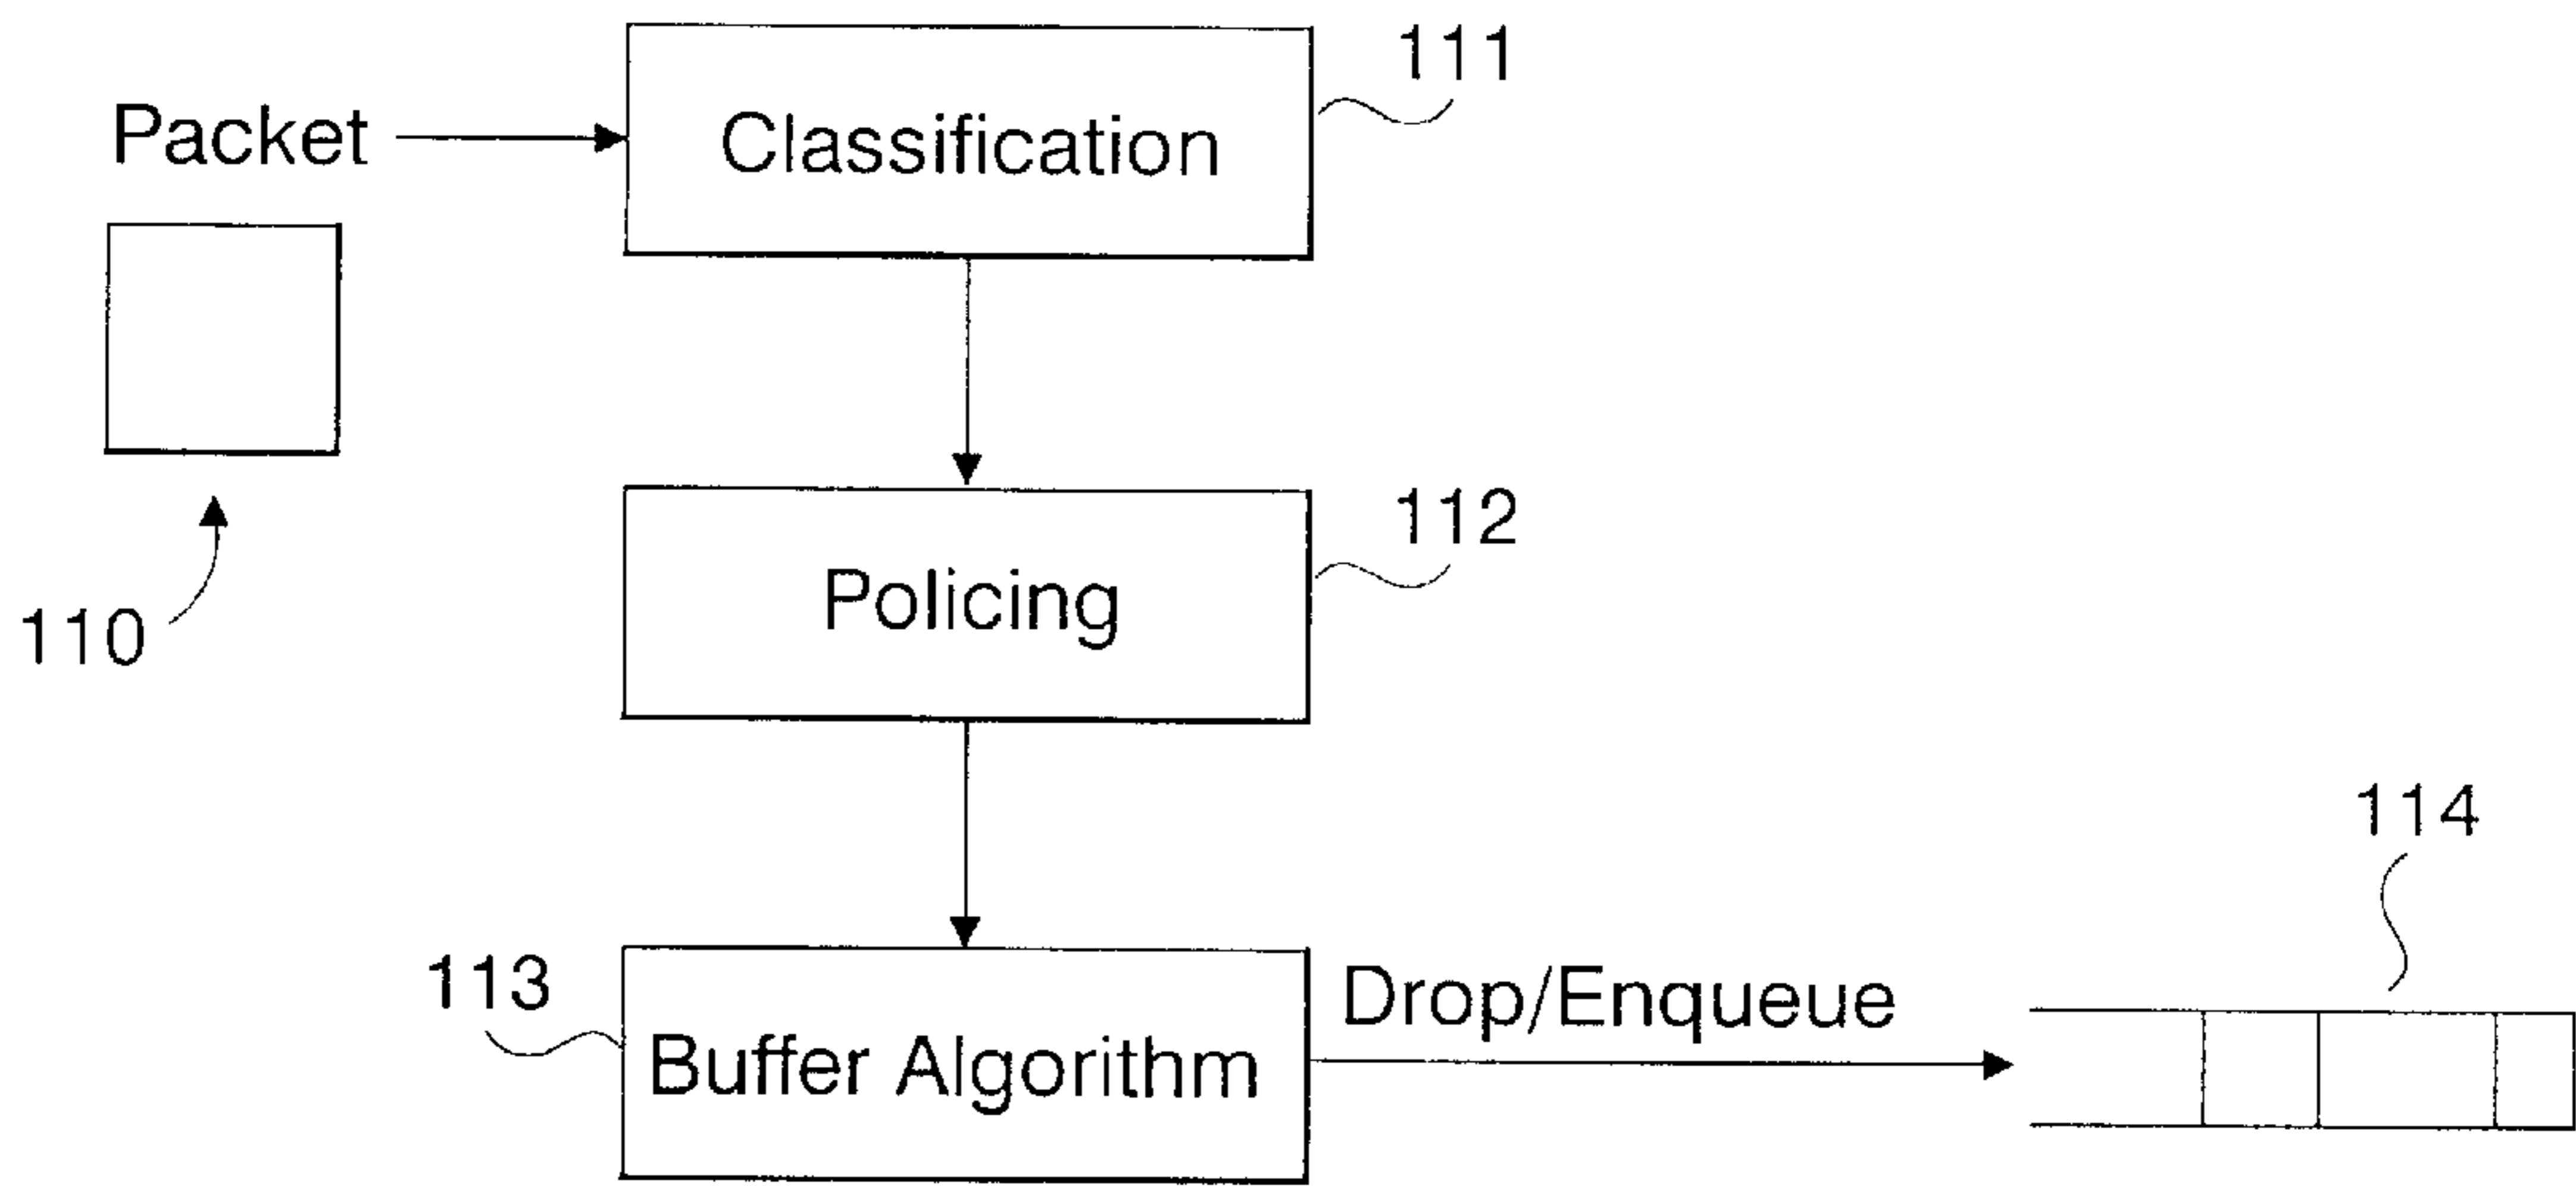 111
Packet
Classification
110
112
Policing
114
113
Drop/Enqueue
Buffer Algorithm